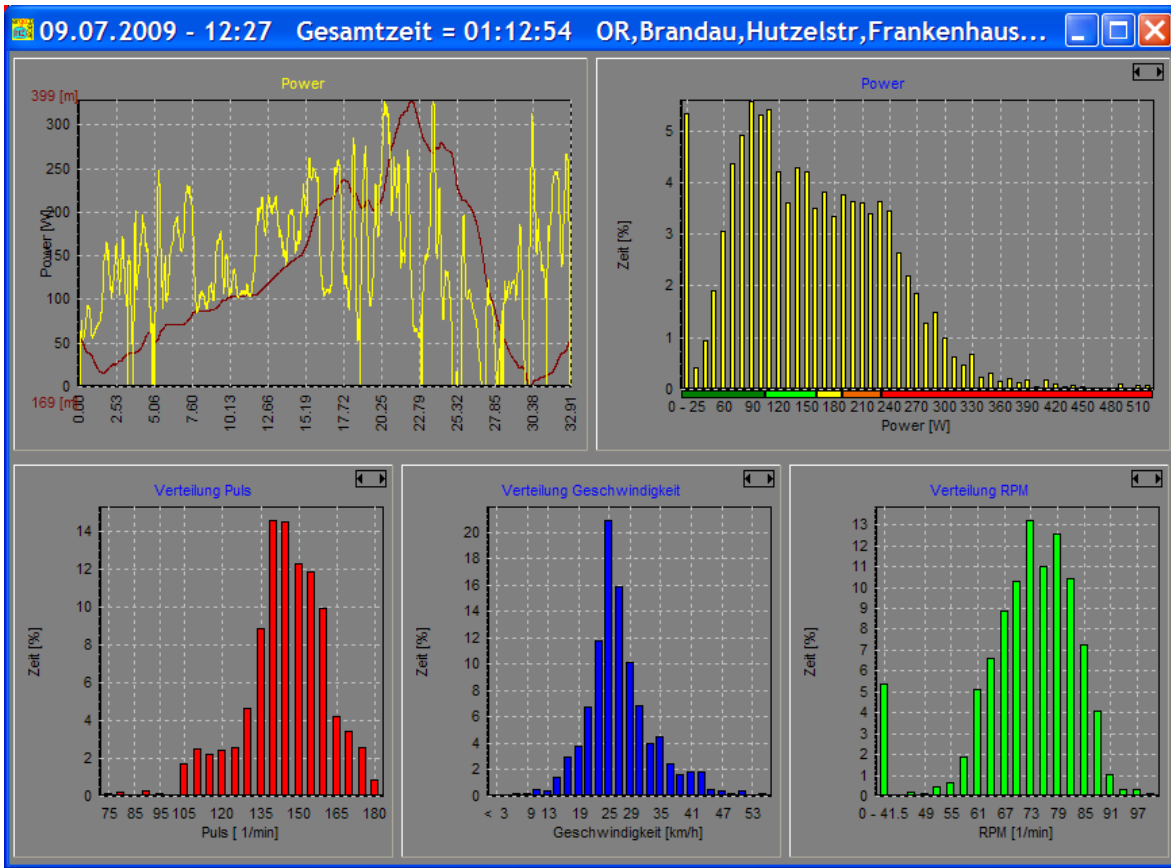 09.07.2009 - 12:27 Gesamtzeit = 01:12:54 OR,Brandau,Hutzelstr,Frankenhaus...
Power
399 [m]
300
250
200
150
100
50
0
169 [m]
Power [W]
0.00 2.53 5.06 7.60 10.13 12.66 15.19 17.72 20.25 22.79 25.32 27.85 30.38 32.91
Power
5
4
3
2
1
0
Zeit [%]
0 - 25 60 90 120 150 180 210 240 270 300 330 360 390 420 450 480 510
Power [W]
Verteilung Puls
14
12
10
8
6
4
2
0
Zeit [%]
75 85 95 105 120 135 150 165 180
Puls [ 1/min]
Verteilung Geschwindigkeit
20
18
16
14
12
10
8
6
4
2
0
Zeit [%]
< 3 9 13 19 25 29 35 41 47 53
Geschwindigkeit [km/h]
Verteilung RPM
13
12
11
10
9
8
7
6
5
4
3
2
1
0
Zeit [%]
0 - 41.5 49 55 61 67 73 79 85 91 97
RPM [1/min]